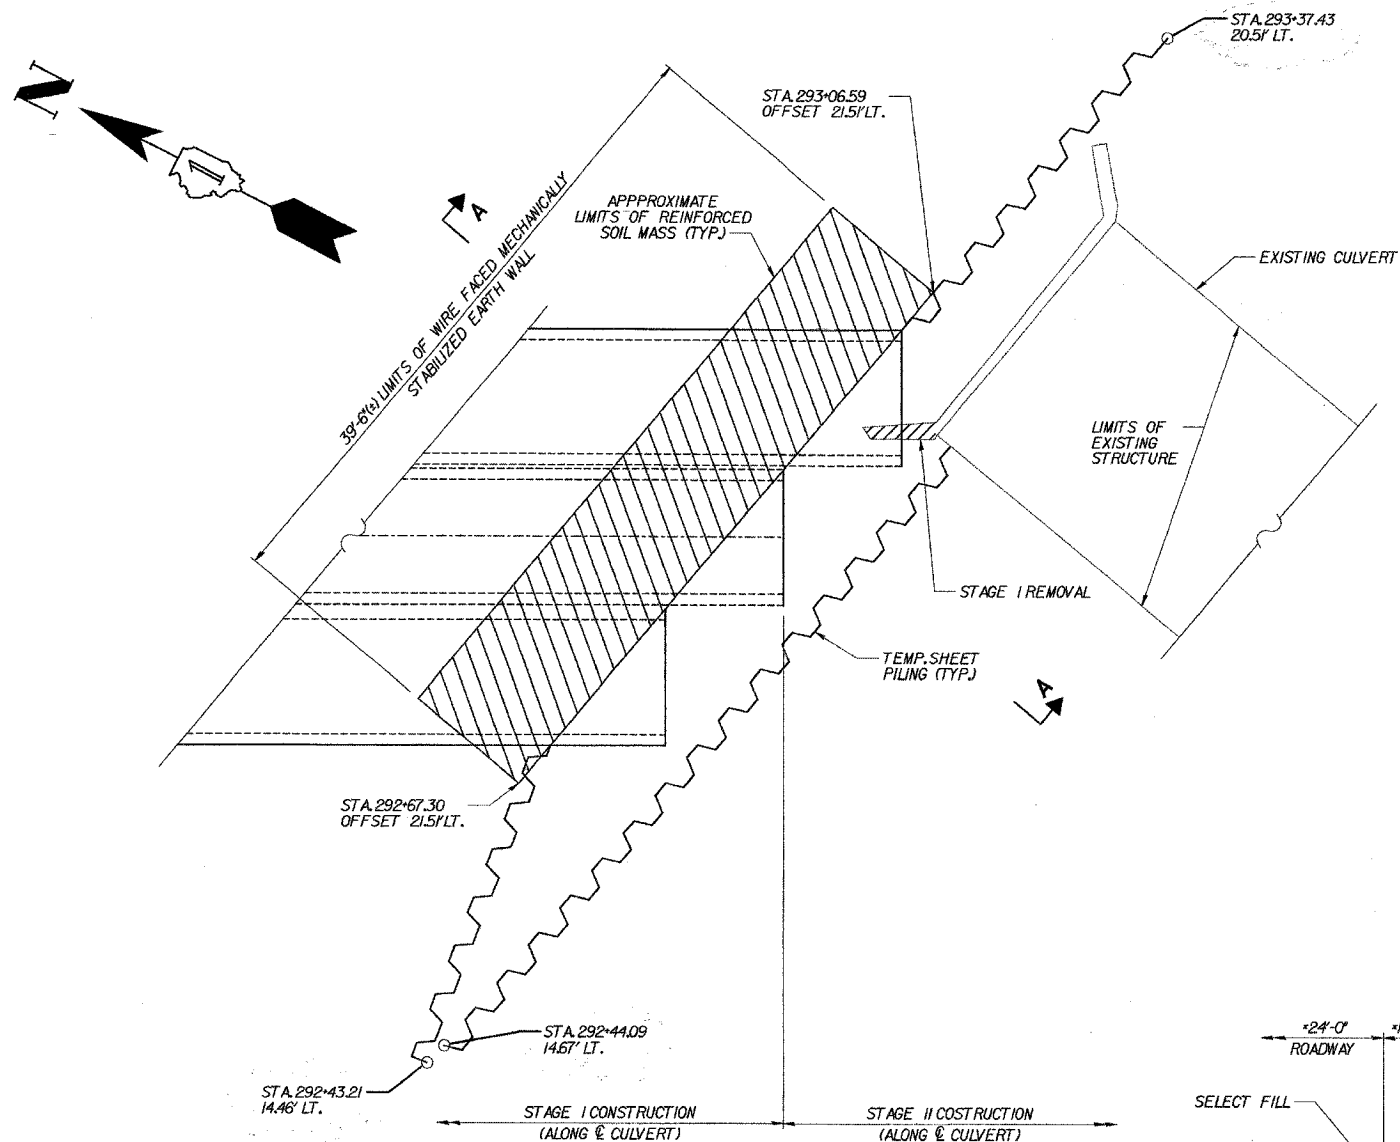 STA.293+37.43
20.51' LT.
N
STA.293+06.59
OFFSET 21.51'LT.
39'-6"(±) LIMITS OF WIRE FACED MECHANICALLY
STABILIZED EARTH WALL
A
APPPROXIMATE
LIMITS OF REINFORCED
SOIL MASS (TYP.)
EXISTING CULVERT
LIMITS OF
EXISTING
STRUCTURE
STAGE I REMOVAL
TEMP.SHEET
PILING (TYP.)
A
STA.292+67.30
OFFSET 21.51'LT.
STA.292+44.09
14.67' LT.
STA.292+43.21
14.46' LT.
STAGE I CONSTRUCTION
(ALONG ℄ CULVERT)
STAGE II COSTRUCTION
(ALONG ℄ CULVERT)
*24'-0"
ROADWAY
SELECT FILL